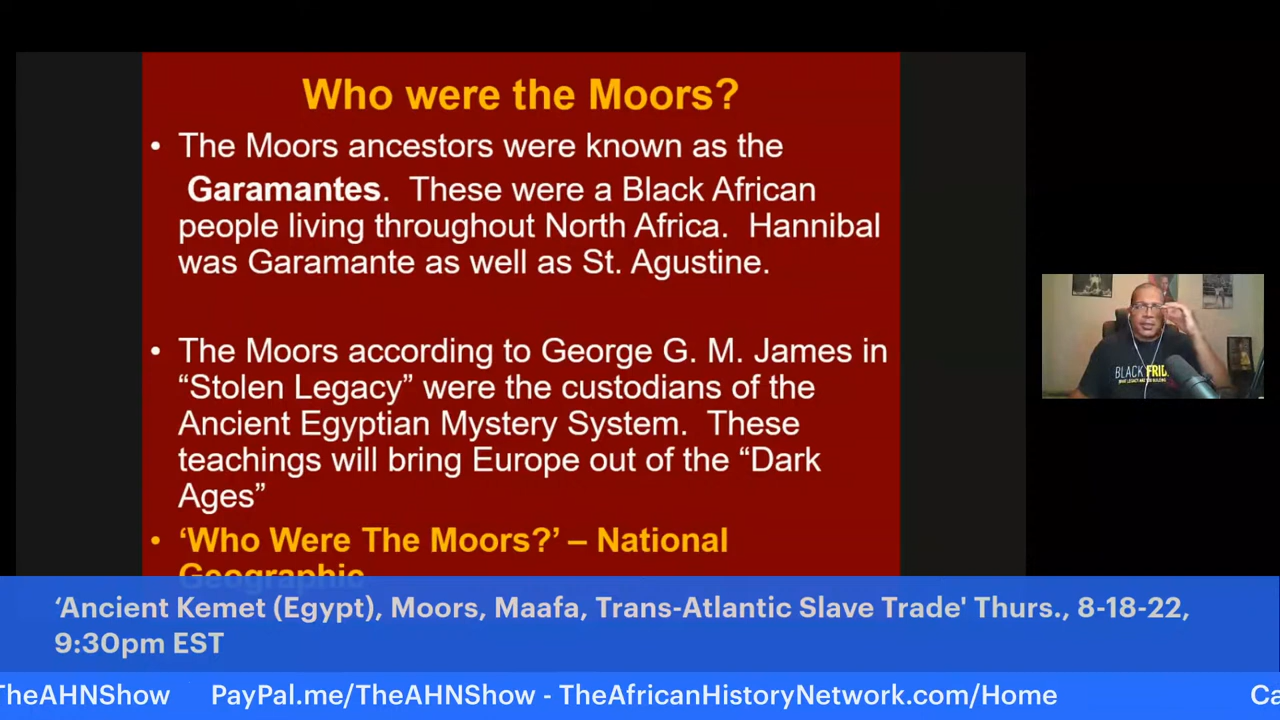 Who were the Moors?
• The Moors ancestors were known as the
Garamantes. These were a Black African
people living throughout North Africa. Hannibal
was Garamante as well as St. Agustine.
• The Moors according to George G. M. James in
“Stolen Legacy” were the custodians of the
Ancient Egyptian Mystery System. These
teachings will bring Europe out of the “Dark
Ages”
• ‘Who Were The Moors?’ – National
Geographic
BLACK FRID
‘Ancient Kemet (Egypt), Moors, Maafa, Trans-Atlantic Slave Trade' Thurs., 8-18-22,
9:30pm EST
TheAHNShow PayPal.me/TheAHNShow - TheAfricanHistoryNetwork.com/Home Ca